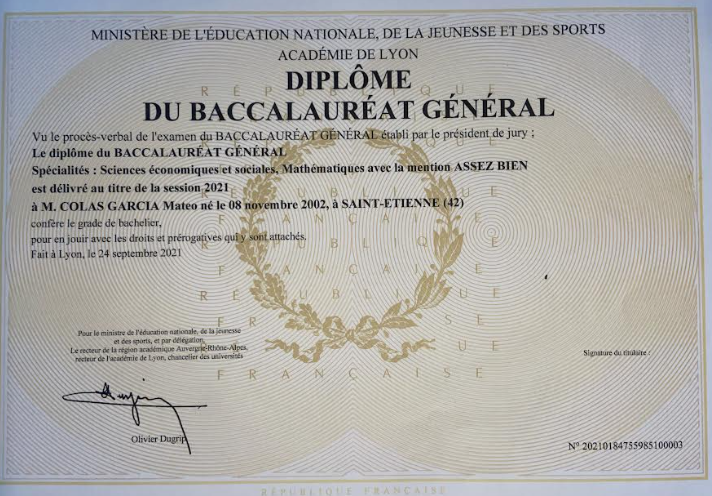 MINISTÈRE DE L'ÉDUCATION NATIONALE, DE LA JEUNESSE ET DES SPORTS
ACADÉMIE DE LYON
DIPLÔME
DU BACCALAURÉAT GÉNÉRAL
Vu le procès-verbal de l'examen du BACCALAURÉAT GÉNÉRAL établi par le président de jury ;
Le diplôme du BACCALAURÉAT GÉNÉRAL
Spécialités : Sciences économiques et sociales, Mathématiques avec la mention ASSEZ BIEN
est délivré au titre de la session 2021
à M. COLAS GARCIA Mateo né le 08 novembre 2002, à SAINT-ETIENNE (42)
confère le grade de bachelier,
pour en jouir avec les droits et prérogatives qui y sont attachés.
Fait à Lyon, le 24 septembre 2021
Pour le ministre de l'éducation nationale, de la jeunesse
et des sports, et par délégation,
Le recteur de la région académique Auvergne-Rhône-Alpes,
recteur de l'académie de Lyon, chancelier des universités
Signature du titulaire :
Olivier Dugrip
N° 20210184755985100003
RÉPUBLIQUE FRANÇAISE